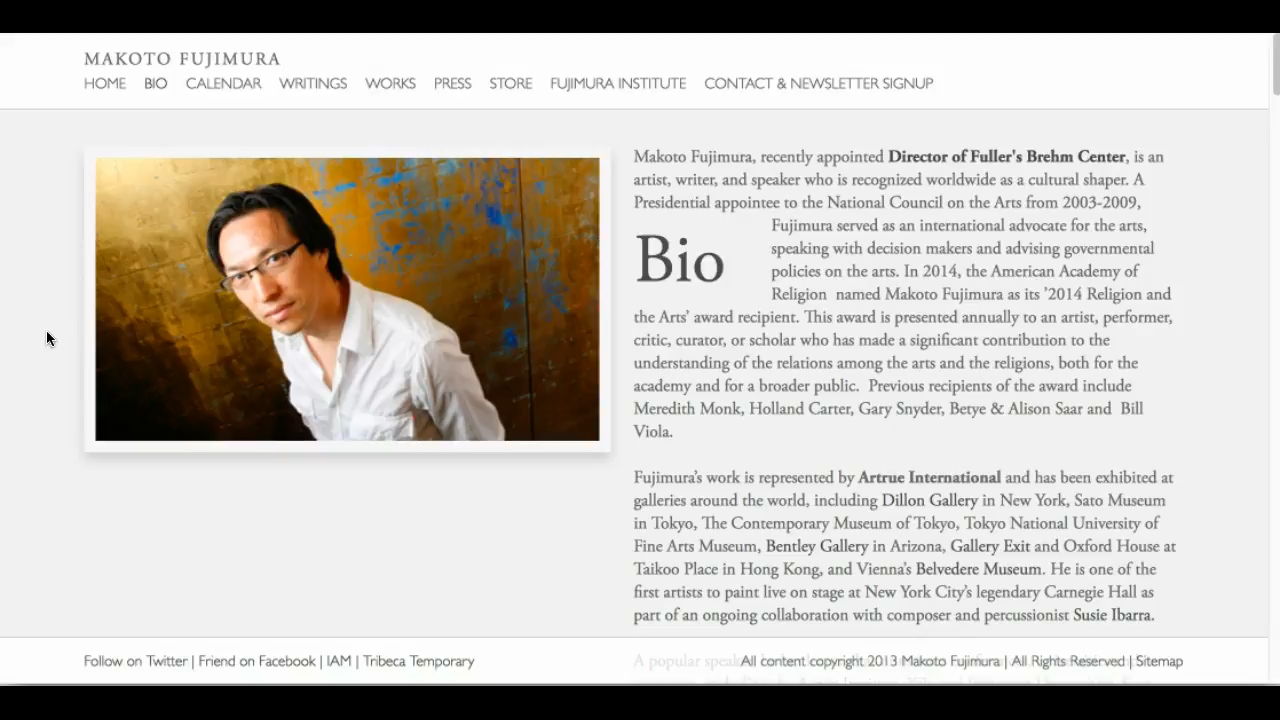 MAKOTO FUJIMURA
HOME BIO CALENDAR WRITINGS WORKS PRESS STORE FUJIMURA INSTITUTE CONTACT & NEWSLETTER SIGNUP
Makoto Fujimura, recently appointed Director of Fuller's Brehm Center, is an
artist, writer, and speaker who is recognized worldwide as a cultural shaper. A
Presidential appointee to the National Council on the Arts from 2003-2009,
Bio
Fujimura served as an international advocate for the arts,
speaking with decision makers and advising governmental
policies on the arts. In 2014, the American Academy of
Religion named Makoto Fujimura as its '2014 Religion and
the Arts' award recipient. This award is presented annually to an artist, performer,
critic, curator, or scholar who has made a significant contribution to the
understanding of the relations among the arts and the religions, both for the
academy and for a broader public. Previous recipients of the award include
Meredith Monk, Holland Carter, Gary Snyder, Betye & Alison Saar and Bill
Viola.
Fujimura's work is represented by Artrue International and has been exhibited at
galleries around the world, including Dillon Gallery in New York, Sato Museum
in Tokyo, The Contemporary Museum of Tokyo, Tokyo National University of
Fine Arts Museum, Bentley Gallery in Arizona, Gallery Exit and Oxford House at
Taikoo Place in Hong Kong, and Vienna's Belvedere Museum. He is one of the
first artists to paint live on stage at New York City's legendary Carnegie Hall as
part of an ongoing collaboration with composer and percussionist Susie Ibarra.
A popular
Follow on Twitter | Friend on Facebook | IAM | Tribeca Temporary
All content copyright 2013 Makoto Fujimura | All Rights Reserved | Sitemap